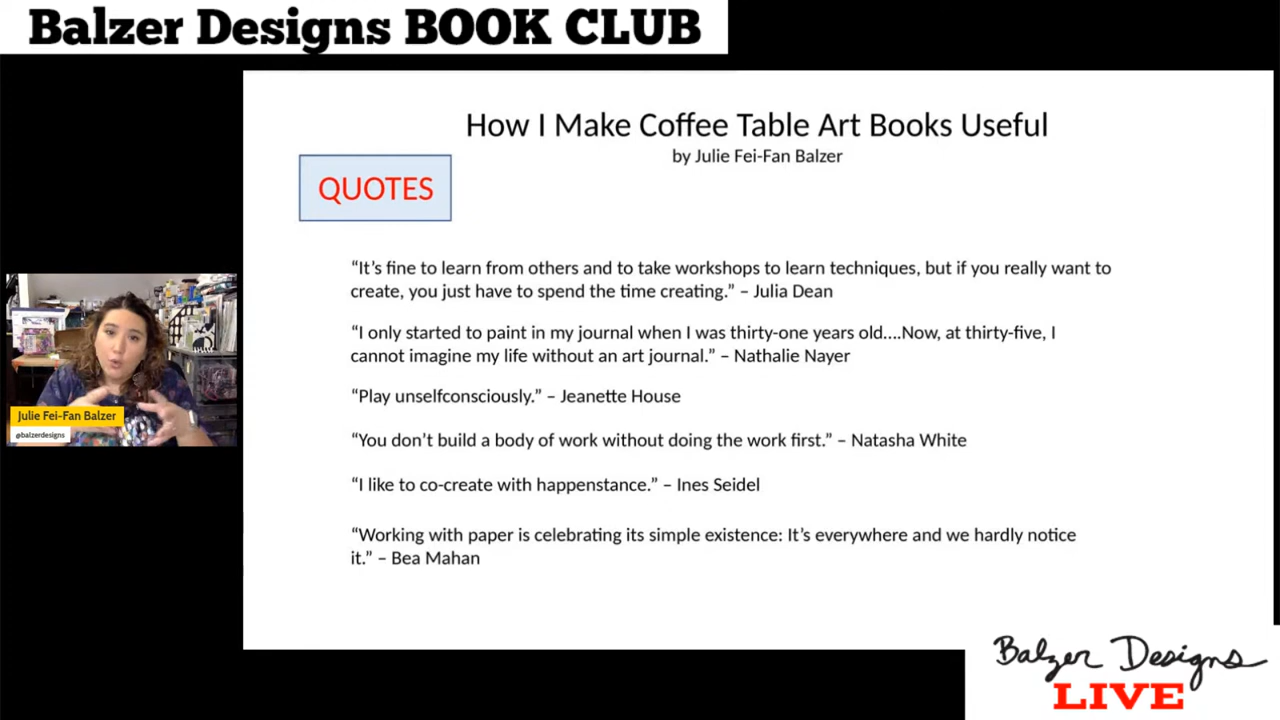 Balzer Designs BOOK CLUB
How I Make Coffee Table Art Books Useful
by Julie Fei-Fan Balzer
QUOTES
“It’s fine to learn from others and to take workshops to learn techniques, but if you really want to
create, you just have to spend the time creating.” – Julia Dean
“I only started to paint in my journal when I was thirty-one years old….Now, at thirty-five, I
cannot imagine my life without an art journal.” – Nathalie Nayer
“Play unselfconsciously.” – Jeanette House
“You don’t build a body of work without doing the work first.” – Natasha White
“I like to co-create with happenstance.” – Ines Seidel
“Working with paper is celebrating its simple existence: It’s everywhere and we hardly notice
it.” – Bea Mahan
Julie Fei-Fan Balzer
@balzerdesigns
Balzer Designs
LIVE